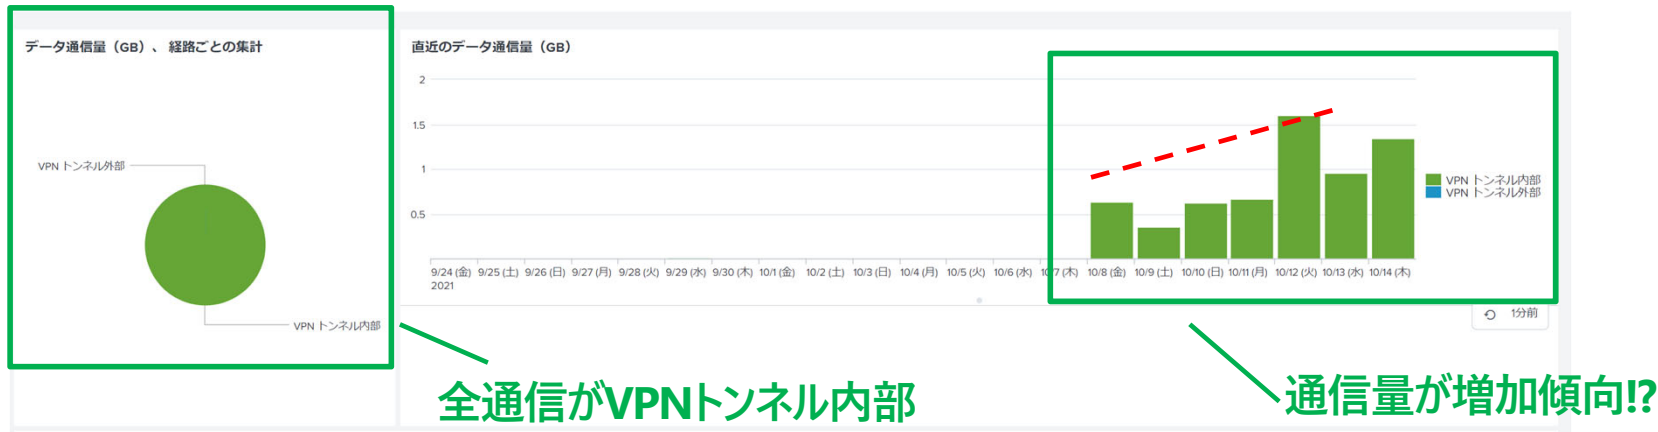 データ通信量（GB）、 経路ごとの集計
VPN トンネル外部
VPN トンネル内部
直近のデータ通信量（GB）
2
1.5
1
0.5
9/24 (金) 9/25 (土) 9/26 (日) 9/27 (月) 9/28 (火) 9/29 (水) 9/30 (木) 10/1 (金) 10/2 (土) 10/3 (日) 10/4 (月) 10/5 (火) 10/6 (水) 10/7 (木) 10/8 (金) 10/9 (土) 10/10 (日) 10/11 (月) 10/12 (火) 10/13 (水) 10/14 (木)
2021
VPN トンネル内部
VPN トンネル外部
1分前
全通信がVPNトンネル内部
通信量が増加傾向!?